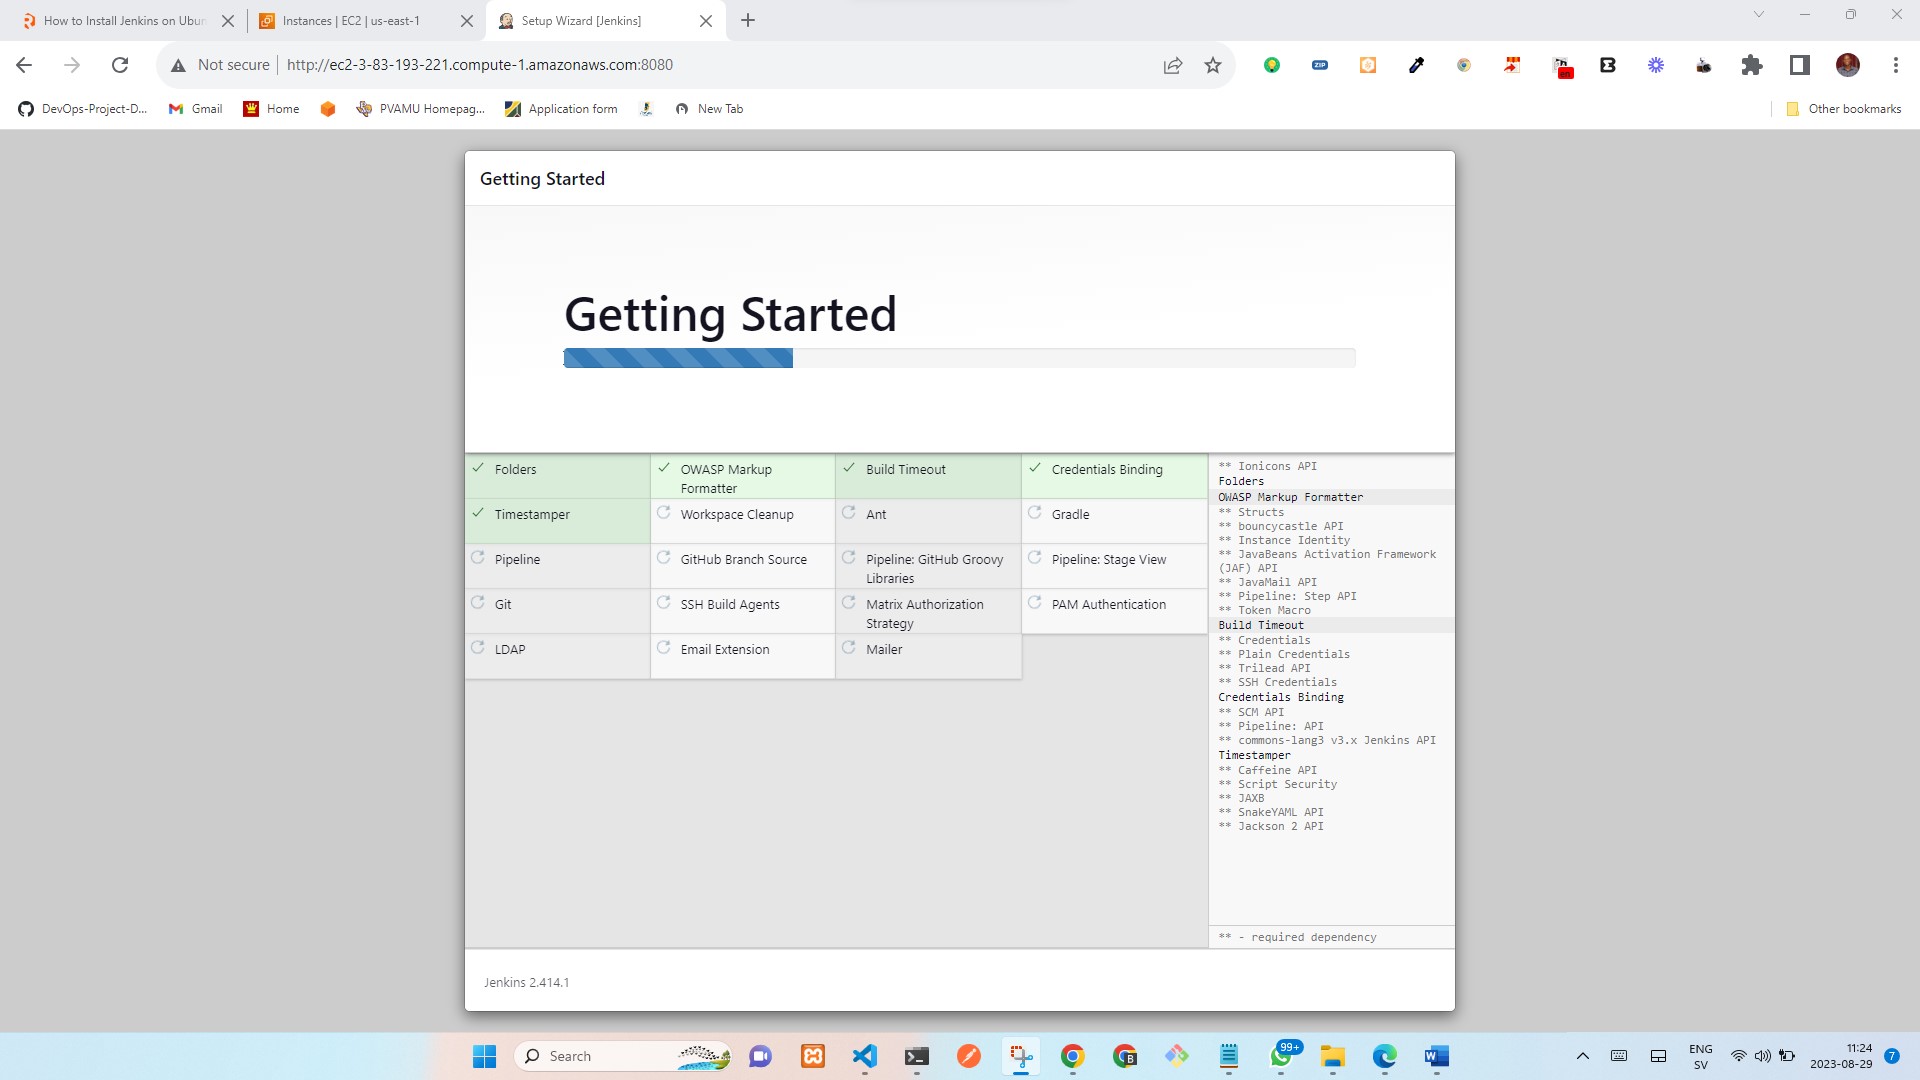 How to Install Jenkins on Ubun
Instances | EC2 | us-east-1
Setup Wizard [Jenkins]
Not secure
http://ec2-3-83-193-221.compute-1.amazonaws.com:8080
ZIP
en
DevOps-Project-D...
Gmail
Home
PVAMU Homepag...
Application form
New Tab
Other bookmarks
Getting Started
Getting Started
Folders
OWASP Markup
Formatter
Build Timeout
Credentials Binding
Timestamper
Workspace Cleanup
Ant
Gradle
Pipeline
GitHub Branch Source
Pipeline: GitHub Groovy
Libraries
Pipeline: Stage View
Git
SSH Build Agents
Matrix Authorization
Strategy
PAM Authentication
LDAP
Email Extension
Mailer
** Ionicons API
Folders
OWASP Markup Formatter
** Structs
** bouncycastle API
** Instance Identity
** JavaBeans Activation Framework
(JAF) API
** JavaMail API
** Pipeline: Step API
** Token Macro
Build Timeout
** Credentials
** Plain Credentials
** Trilead API
** SSH Credentials
Credentials Binding
** SCM API
** Pipeline: API
** commons-lang3 v3.x Jenkins API
Timestamper
** Caffeine API
** Script Security
** JAXB
** SnakeYAML API
** Jackson 2 API
** - required dependency
Jenkins 2.414.1
Search
99+
ENG
SV
11:24
2023-08-29
7